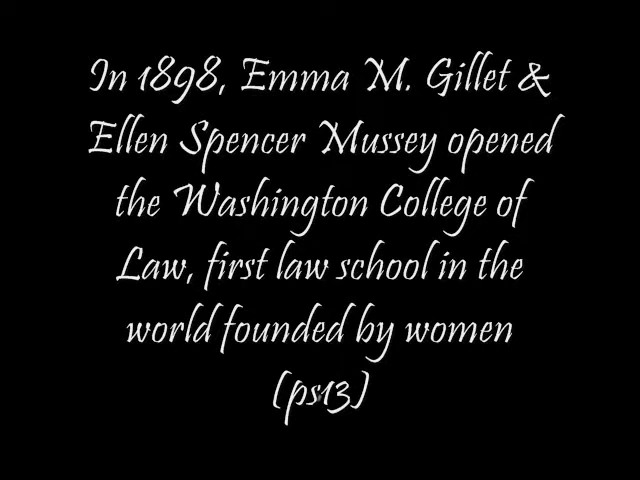 In 1898, Emma M. Gillet &
Ellen Spencer Mussey opened
the Washington College of
Law, first law school in the
world founded by women
(ps13)